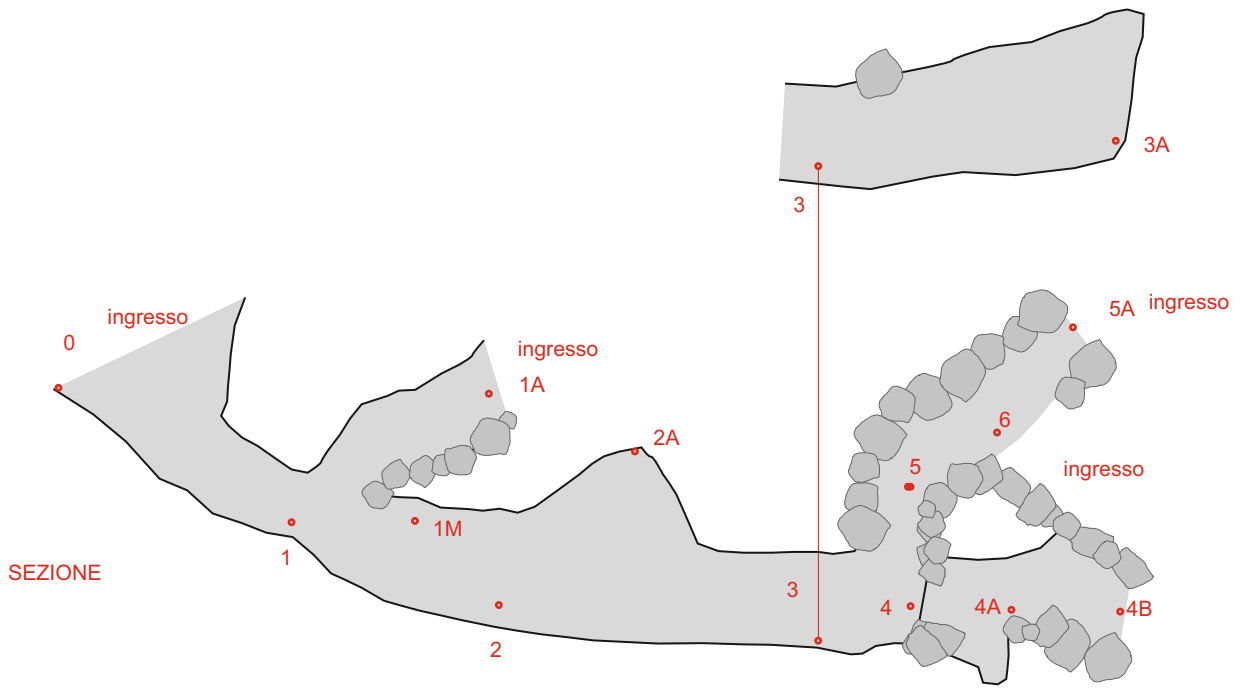 3A
3
5A ingresso
ingresso
0
ingresso
1A
2A
6
5
ingresso
1M
1
SEZIONE
3
4
4A
4B
2